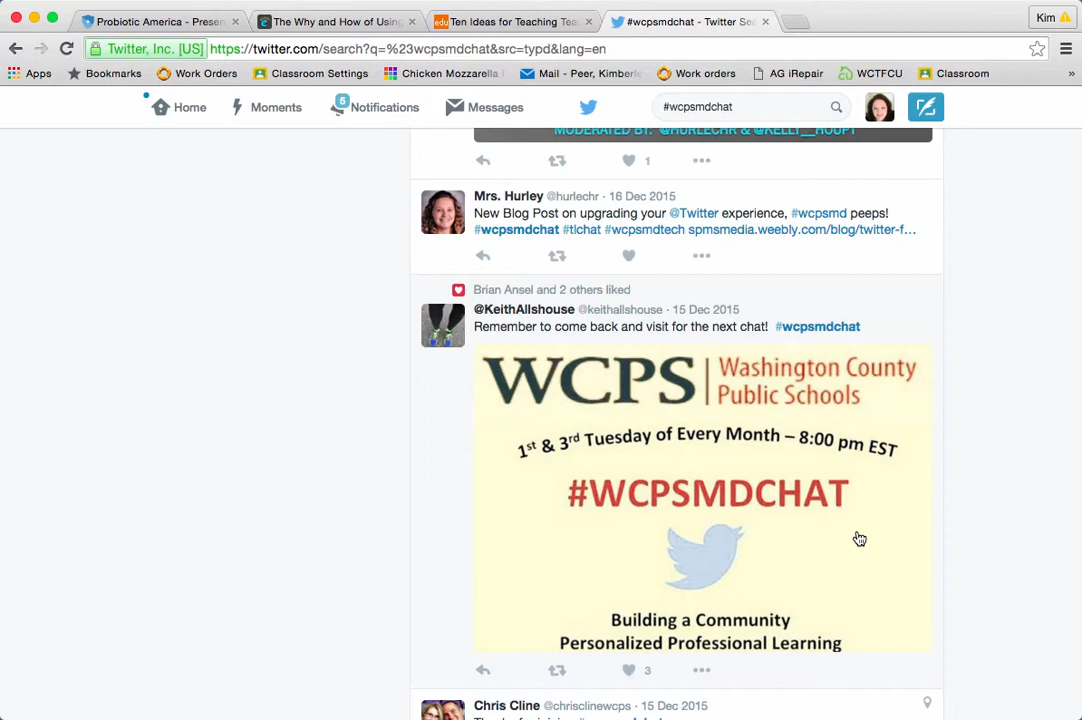 Probiotic America - Presen
The Why and How of Using
Ten Ideas for Teaching Tea
#wcpsmdchat - Twitter Sea
Kim
Twitter, Inc. [US] https://twitter.com/search?q=%23wcpsmdchat&src=typd&lang=en
Apps Bookmarks Work Orders Classroom Settings Chicken Mozzarella Mail - Peer, Kimberle Work orders AG iRepair WCTFCU Classroom »
Home Moments 5 Notifications Messages #wcpsmdchat
MODERATED BY: @HURLEYCHR & @KELLY__HOUPT
1
Mrs. Hurley @hurlechr · 16 Dec 2015
New Blog Post on upgrading your @Twitter experience, #wcpsmd peeps!
#wcpsmdchat #tlchat #wcpsmdtech spmsmedia.weebly.com/blog/twitter-f…
Brian Ansel and 2 others liked
@KeithAllshouse @keithallshouse · 15 Dec 2015
Remember to come back and visit for the next chat! #wcpsmdchat
WCPS | Washington County
Public Schools
1st & 3rd Tuesday of Every Month – 8:00 pm EST
#WCPSMDCHAT
Building a Community
Personalized Professional Learning
3
Chris Cline @chrisclinewcps · 15 Dec 2015